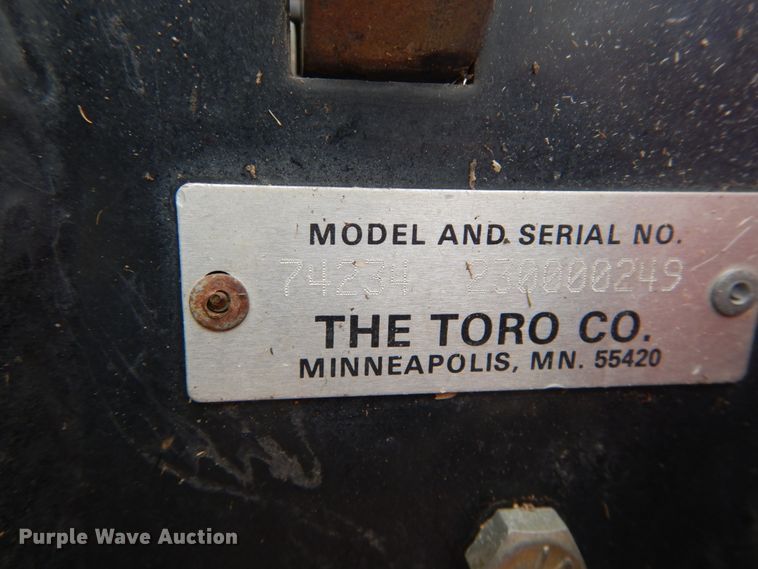 MODEL AND SERIAL NO.
74234 230000249
THE TORO CO.
MINNEAPOLIS, MN. 55420
Purple Wave Auction